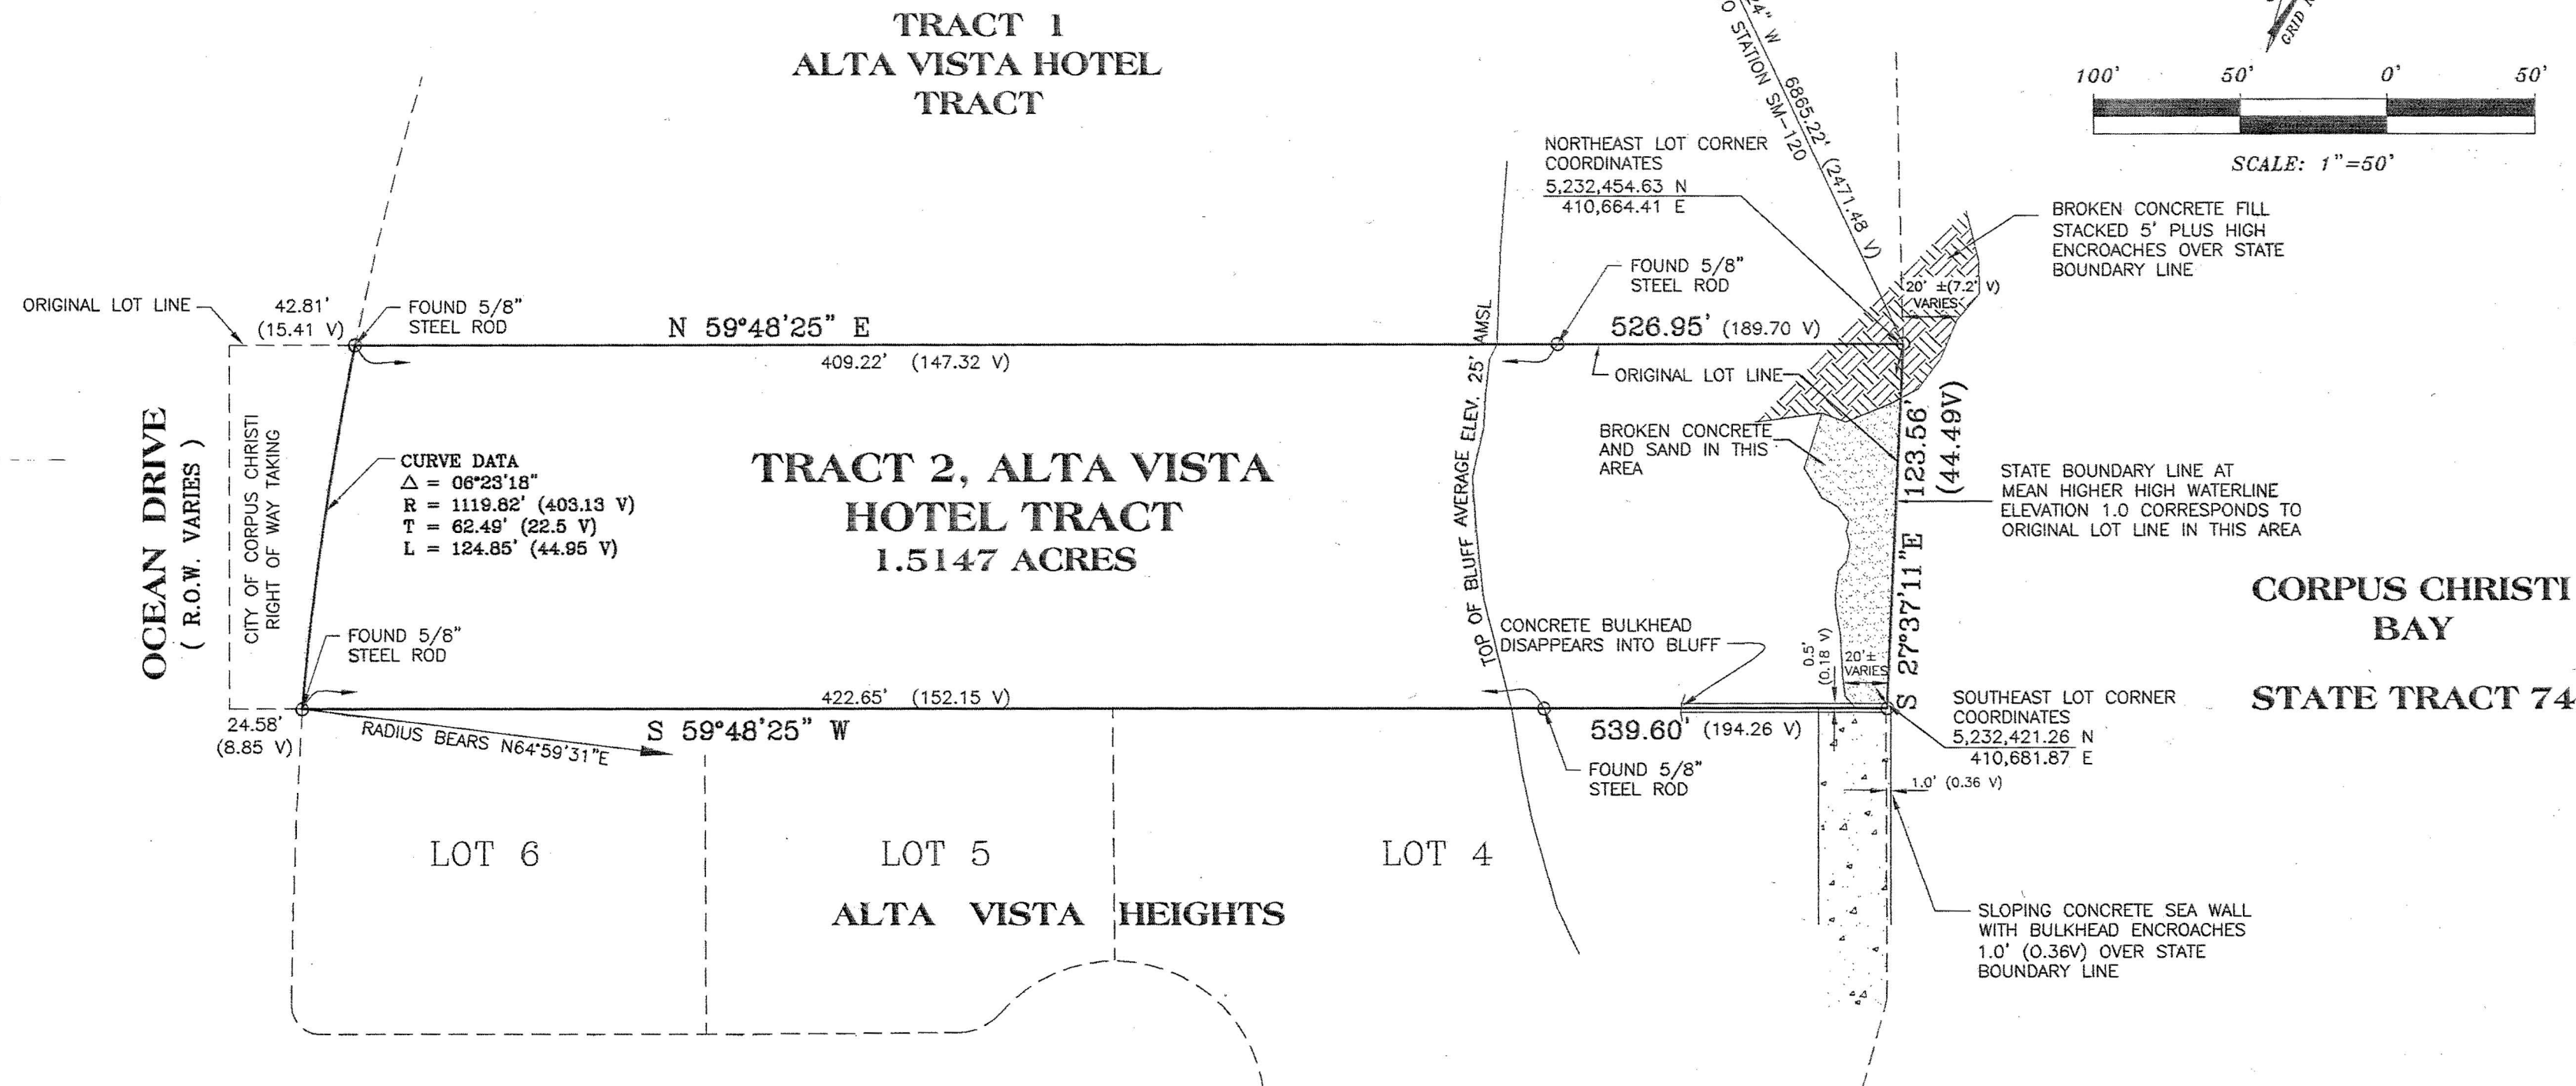 TRACT 1
ALTA VISTA HOTEL
TRACT
24" W
6865.22' (2471.48 V)
O STATION SM-120
GRID
100' 50' 0' 50'
SCALE: 1"=50'
NORTHEAST LOT CORNER
COORDINATES
5,232,454.63 N
410,664.41 E
BROKEN CONCRETE FILL
STACKED 5' PLUS HIGH
ENCROACHES OVER STATE
BOUNDARY LINE
FOUND 5/8"
STEEL ROD
20' ±(7.2' V)
VARIES
ORIGINAL LOT LINE
42.81'
(15.41 V)
FOUND 5/8"
STEEL ROD
N 59°48'25" E
526.95' (189.70 V)
409.22' (147.32 V)
ORIGINAL LOT LINE
OCEAN DRIVE
( R.O.W. VARIES )
CITY OF CORPUS CHRISTI
RIGHT OF WAY TAKING
CURVE DATA
Δ = 06°23'18"
R = 1119.82' (403.13 V)
T = 62.49' (22.5 V)
L = 124.85' (44.95 V)
TRACT 2, ALTA VISTA
HOTEL TRACT
1.5147 ACRES
TOP OF BLUFF AVERAGE ELEV. 25' AMSL
BROKEN CONCRETE
AND SAND IN THIS
AREA
S 27°37'11"E 123.56'
(44.49V)
STATE BOUNDARY LINE AT
MEAN HIGHER HIGH WATERLINE
ELEVATION 1.0 CORRESPONDS TO
ORIGINAL LOT LINE IN THIS AREA
CORPUS CHRISTI
BAY
STATE TRACT 74
FOUND 5/8"
STEEL ROD
CONCRETE BULKHEAD
DISAPPEARS INTO BLUFF
0.5'
(0.18 V)
20'±
VARIES
24.58'
(8.85 V)
RADIUS BEARS N64°59'31"E
422.65' (152.15 V)
S 59°48'25" W
539.60' (194.26 V)
SOUTHEAST LOT CORNER
COORDINATES
5,232,421.26 N
410,681.87 E
FOUND 5/8"
STEEL ROD
1.0' (0.36 V)
LOT 6
LOT 5
LOT 4
ALTA VISTA HEIGHTS
SLOPING CONCRETE SEA WALL
WITH BULKHEAD ENCROACHES
1.0' (0.36V) OVER STATE
BOUNDARY LINE